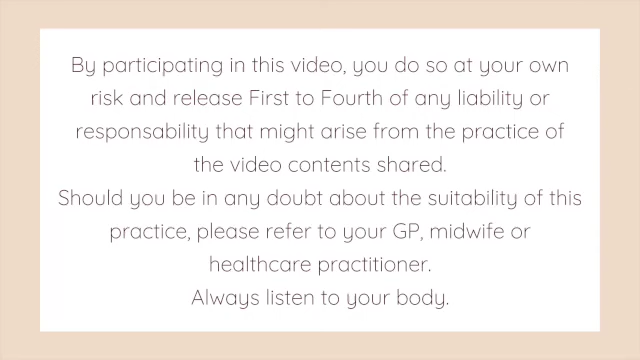 By participating in this video, you do so at your own
risk and release First to Fourth of any liability or
responsability that might arise from the practice of
the video contents shared.
Should you be in any doubt about the suitability of this
practice, please refer to your GP, midwife or
healthcare practitioner.
Always listen to your body.